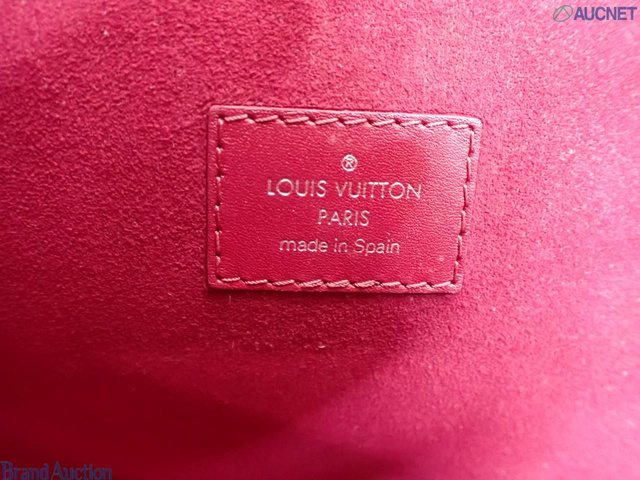 AUCNET
®
LOUIS VUITTON
PARIS
made in Spain
Brand Auction